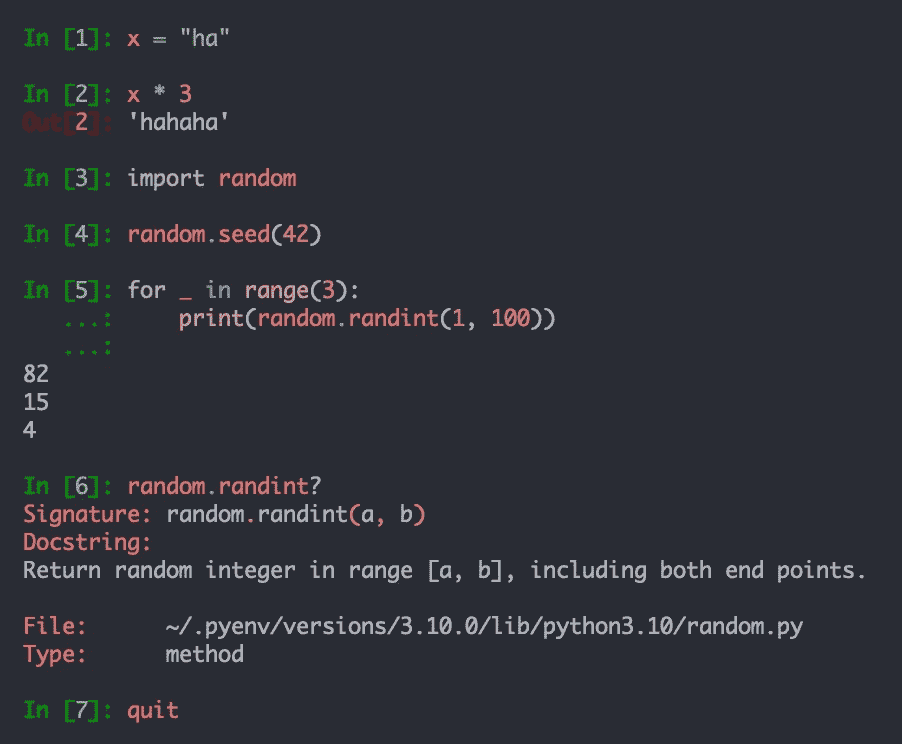 In [1]: x = "ha"
In [2]: x * 3
Out[2]: 'hahaha'
In [3]: import random
In [4]: random.seed(42)
In [5]: for _ in range(3):
   ...:     print(random.randint(1, 100))
   ...:
82
15
4
In [6]: random.randint?
Signature: random.randint(a, b)
Docstring:
Return random integer in range [a, b], including both end points.
File:      ~/.pyenv/versions/3.10.0/lib/python3.10/random.py
Type:      method
In [7]: quit